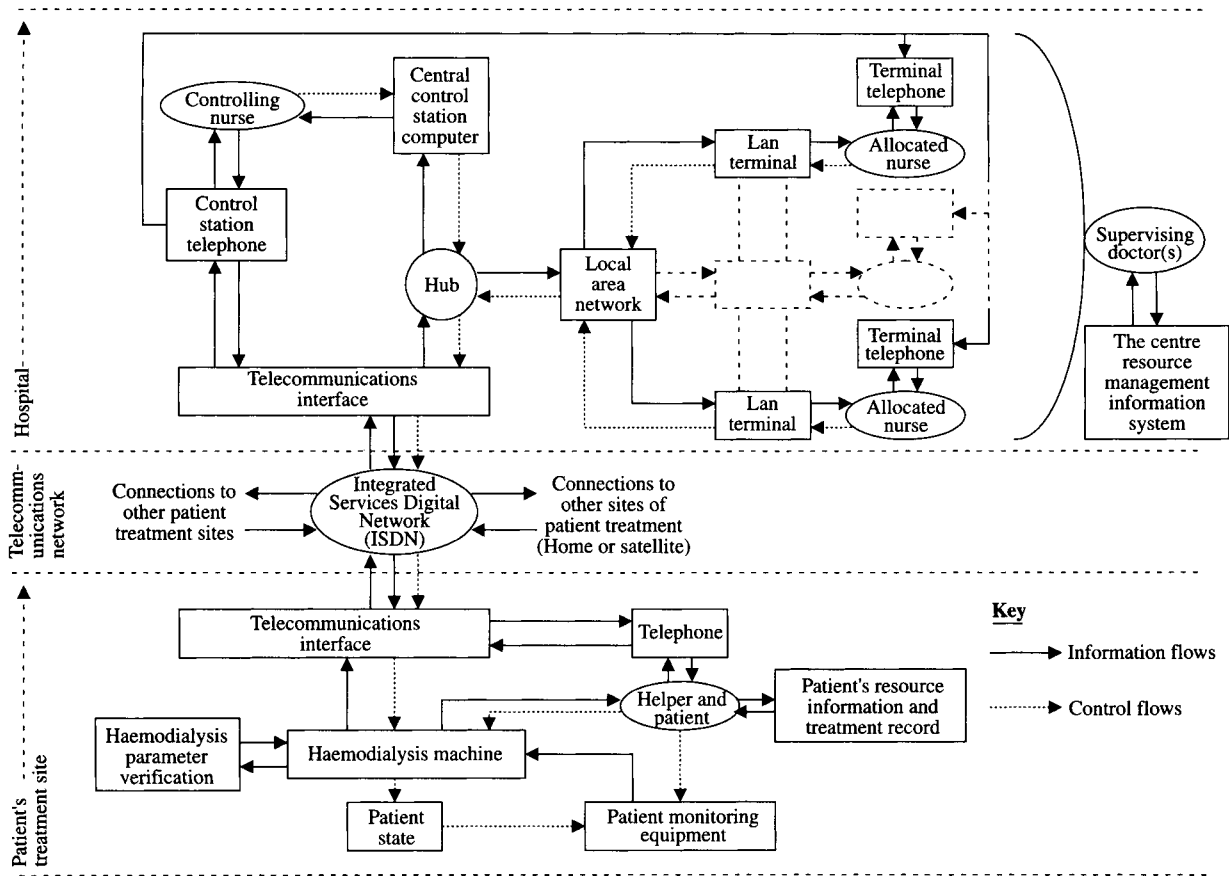 Hospital
Controlling
nurse
Central
control
station
computer
Terminal
telephone
Lan
terminal
Allocated
nurse
Control
station
telephone
Hub
Local
area
network
Supervising
doctor(s)
Terminal
telephone
The centre
resource
management
information
system
Telecommunications
interface
Lan
terminal
Allocated
nurse
Telecomm-
unications
network
Connections to
other patient
treatment sites
Integrated
Services Digital
Network
(ISDN)
Connections to
other sites of
patient treatment
(Home or satellite)
Patient's
treatment site
Telecommunications
interface
Telephone
Key
Information flows
Control flows
Helper and
patient
Patient's resource
information and
treatment record
Haemodialysis
parameter
verification
Haemodialysis machine
Patient
state
Patient monitoring
equipment